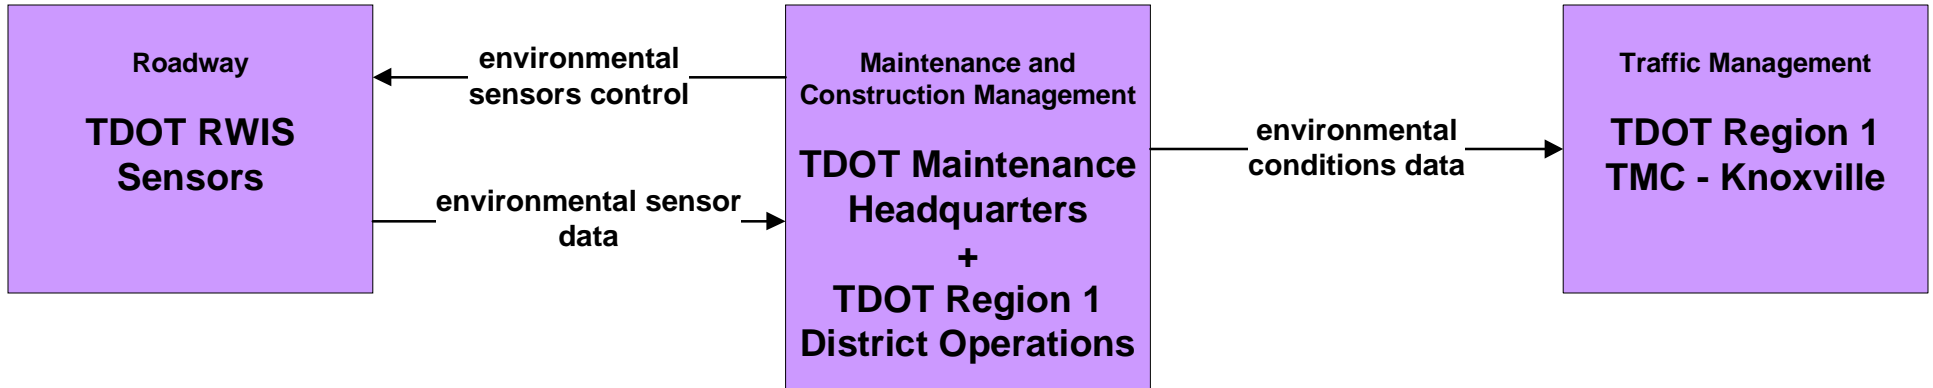 Roadway
TDOT RWIS
Sensors
environmental
sensors control
environmental sensor
data
Maintenance and
Construction Management
TDOT Maintenance
Headquarters
+
TDOT Region 1
District Operations
environmental
conditions data
Traffic Management
TDOT Region 1
TMC - Knoxville